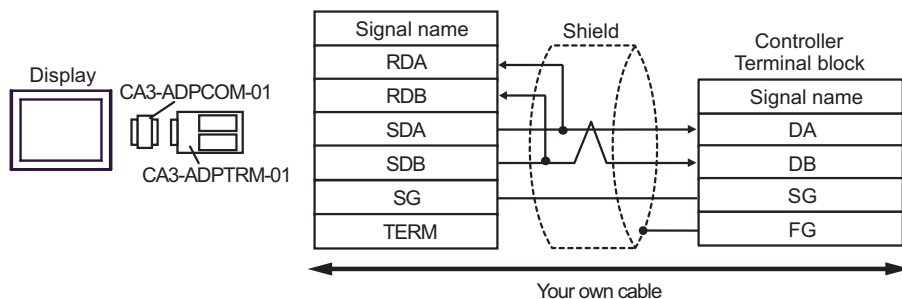 Display
CA3-ADPCOM-01
CA3-ADPTRM-01
Signal name
RDA
RDB
SDA
SDB
SG
TERM
Shield
Controller
Terminal block
Signal name
DA
DB
SG
FG
Your own cable